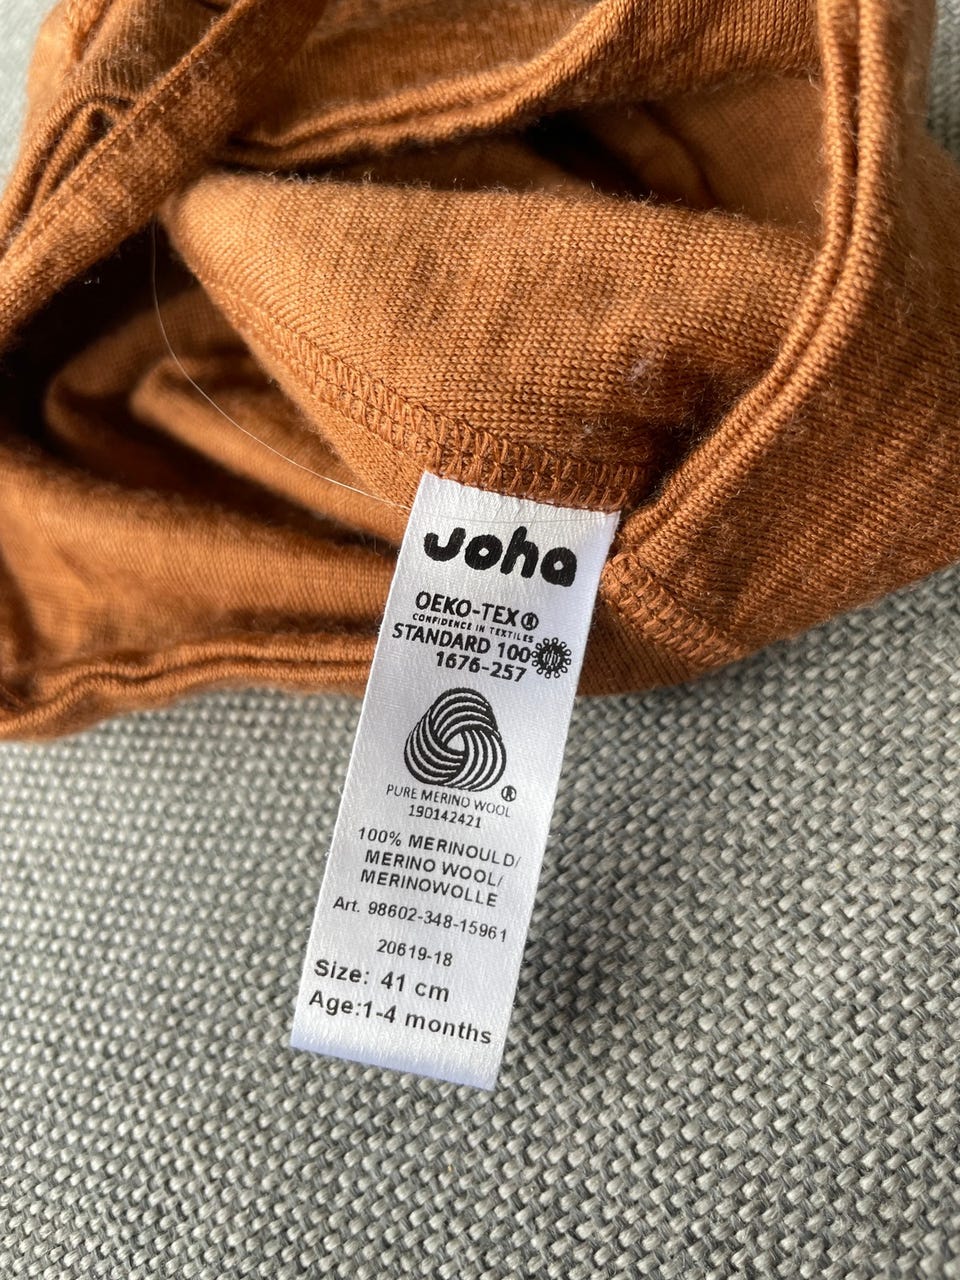 Joha
OEKO-TEX®
CONFIDENCE IN TEXTILES
STANDARD 100
1676-257
®
PURE MERINO WOOL
190142421
100% MERINOULD/
MERINO WOOL/
MERINOWOLLE
Art. 98602-348-15961
20619-18
Size: 41 cm
Age:1-4 months